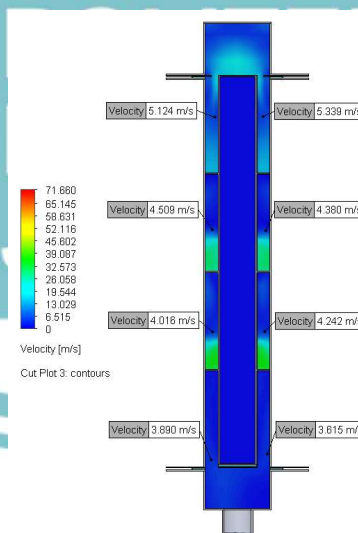 Velocity 5.124 m/s
Velocity 5.339 m/s
71.660
65.145
58.631
52.116
45.602
39.087
32.573
26.058
19.544
13.029
6.515
0
Velocity [m/s]
Cut Plot 3: contours
Velocity 4.509 m/s
Velocity 4.380 m/s
Velocity 4.016 m/s
Velocity 4.242 m/s
Velocity 3.890 m/s
Velocity 3.615 m/s